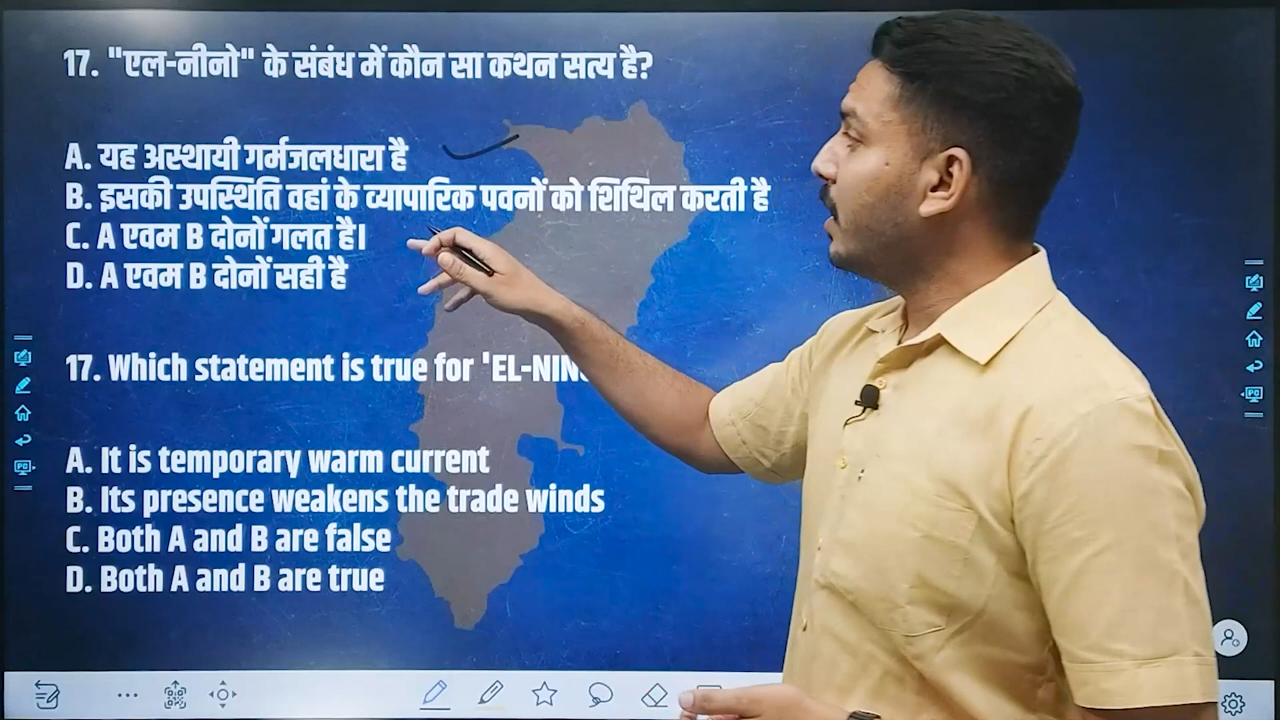 17. "एल-नीनो" के संबंध में कौन सा कथन सत्य है?
A. यह अस्थायी गर्मजलधारा है
B. इसकी उपस्थिति वहां के व्यापारिक पवनों को शिथिल करती है
C. A एवम B दोनों गलत है।
D. A एवम B दोनों सही है
17. Which statement is true for
A. It is temporary warm current
B. Its presence weakens the trade winds
C. Both A and B are false
D. Both A and B are true